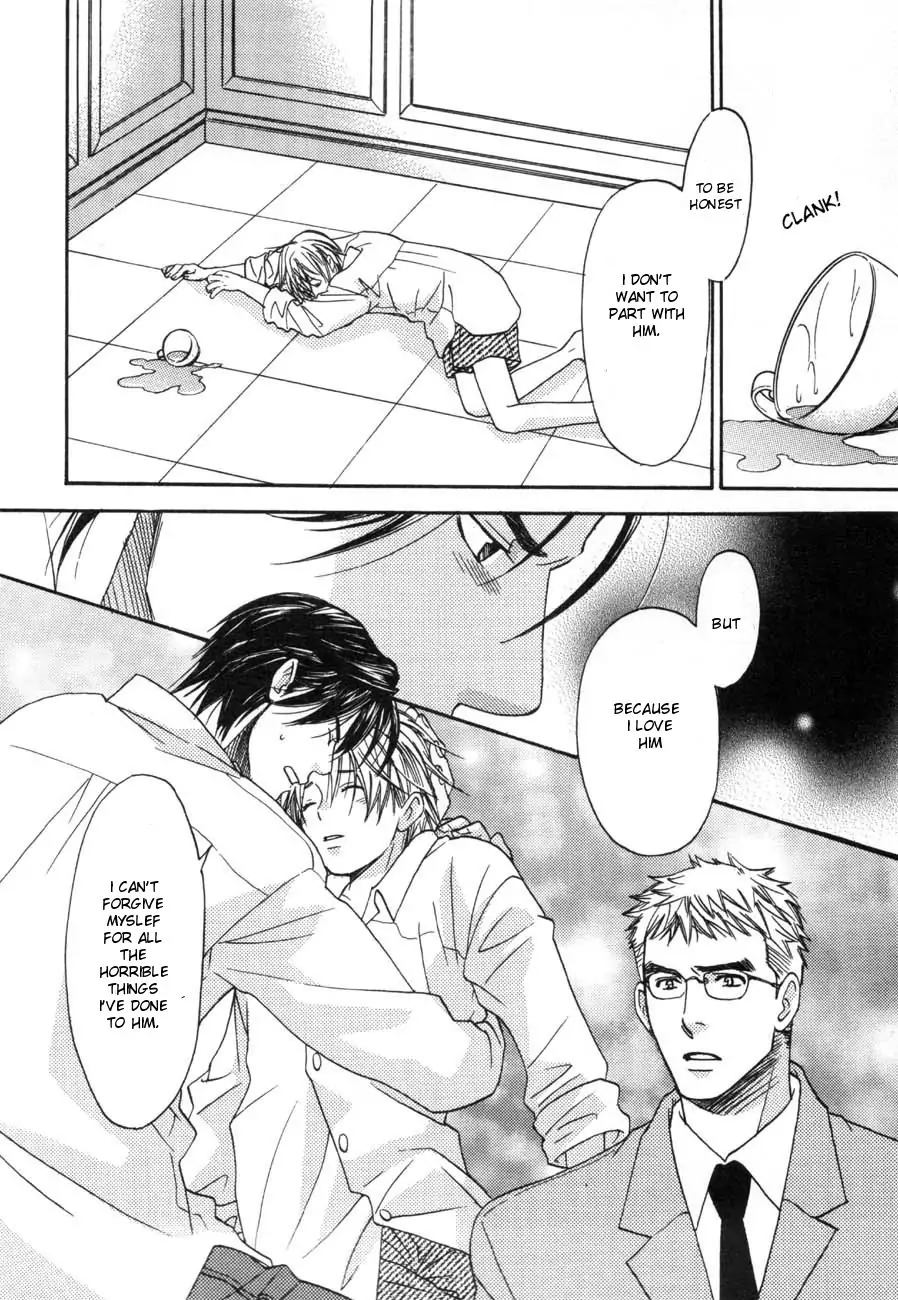 CLANK!
TO BE
HONEST
I DON'T
WANT TO
PART WITH
HIM.
BUT
BECAUSE
I LOVE
HIM
I CAN'T
FORGIVE
MYSLEF
FOR ALL
THE
HORRIBLE
THINGS
I'VE DONE
TO HIM.